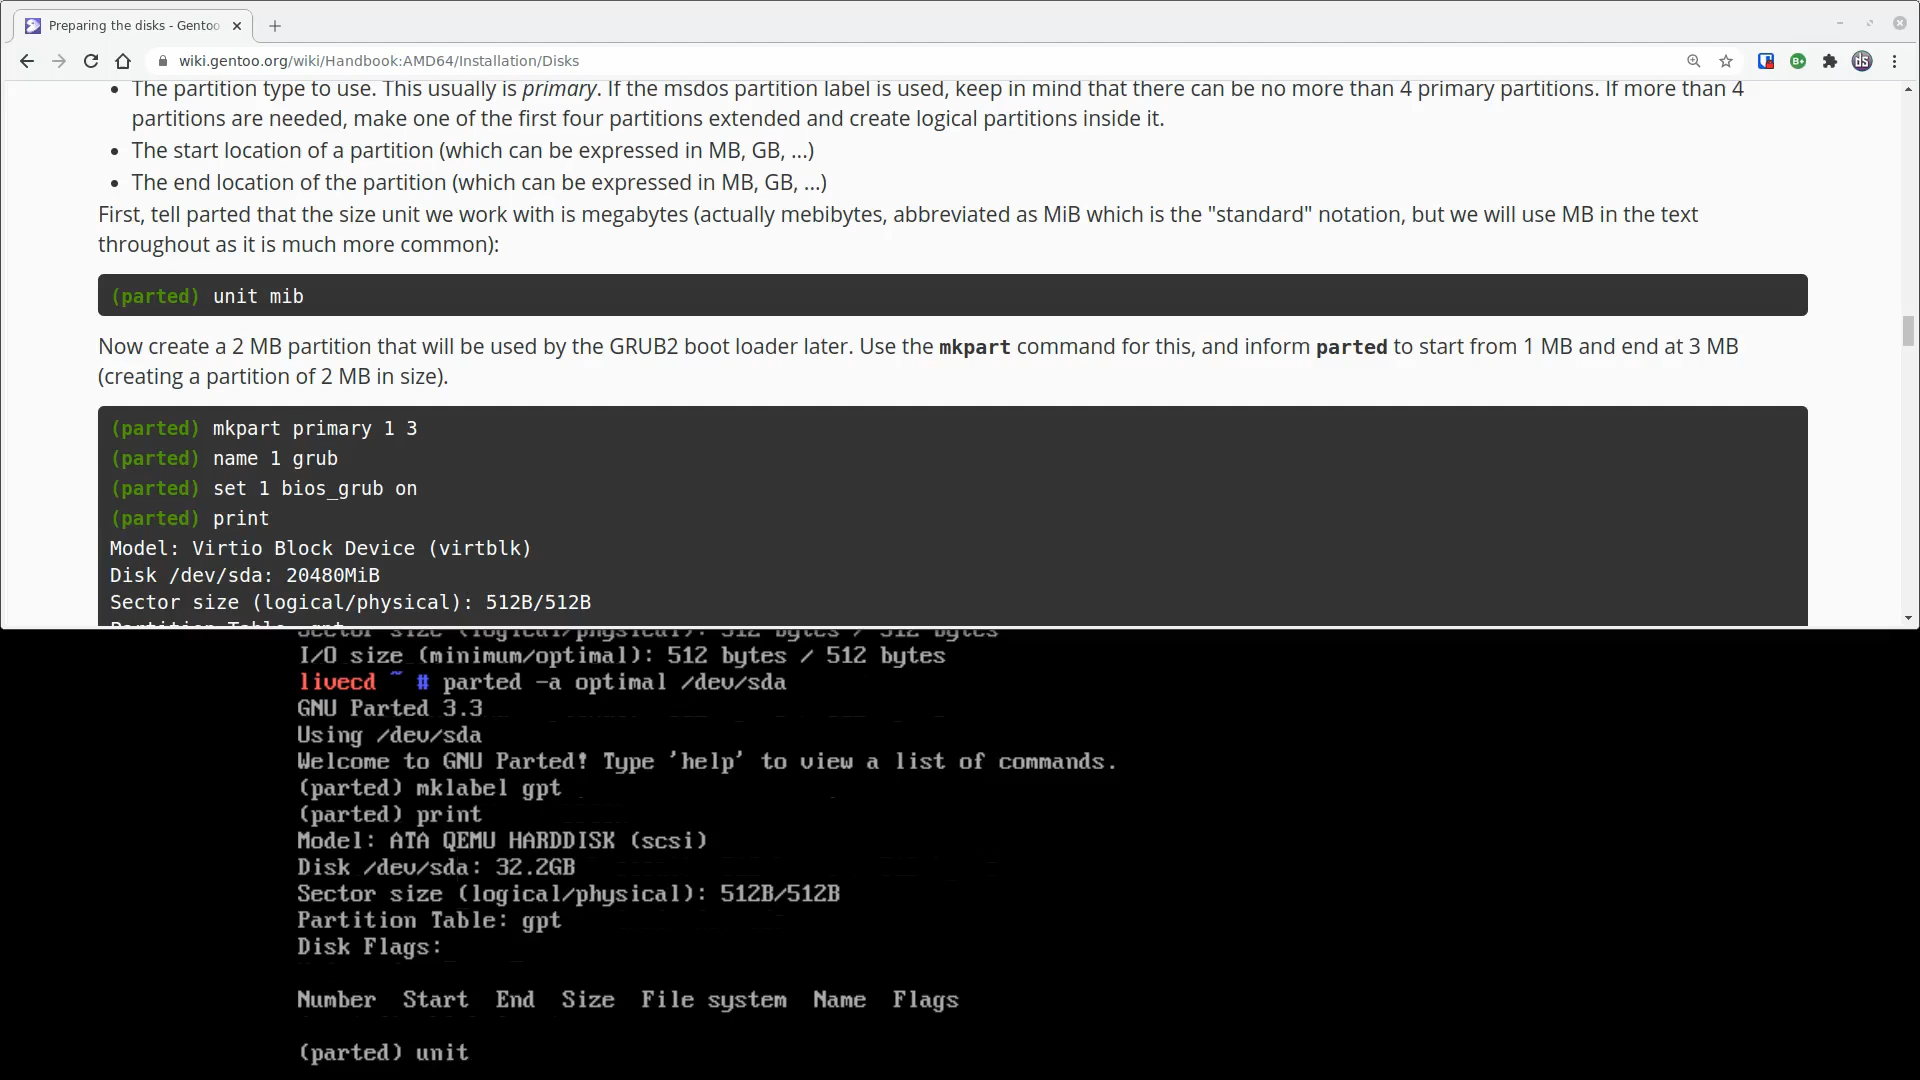 Preparing the disks - Gentoo
wiki.gentoo.org/wiki/Handbook:AMD64/Installation/Disks
• The partition type to use. This usually is primary. If the msdos partition label is used, keep in mind that there can be no more than 4 primary partitions. If more than 4
partitions are needed, make one of the first four partitions extended and create logical partitions inside it.
• The start location of a partition (which can be expressed in MB, GB, ...)
• The end location of the partition (which can be expressed in MB, GB, ...)
First, tell parted that the size unit we work with is megabytes (actually mebibytes, abbreviated as MiB which is the "standard" notation, but we will use MB in the text
throughout as it is much more common):
(parted) unit mib
Now create a 2 MB partition that will be used by the GRUB2 boot loader later. Use the mkpart command for this, and inform parted to start from 1 MB and end at 3 MB
(creating a partition of 2 MB in size).
(parted) mkpart primary 1 3
(parted) name 1 grub
(parted) set 1 bios_grub on
(parted) print
Model: Virtio Block Device (virtblk)
Disk /dev/sda: 20480MiB
Sector size (logical/physical): 512B/512B
Partition Table: gpt
Sector size (logical/physical): 512 bytes / 512 bytes
I/O size (minimum/optimal): 512 bytes / 512 bytes
livecd ~ # parted -a optimal /dev/sda
GNU Parted 3.3
Using /dev/sda
Welcome to GNU Parted! Type 'help' to view a list of commands.
(parted) mklabel gpt
(parted) print
Model: ATA QEMU HARDDISK (scsi)
Disk /dev/sda: 32.2GB
Sector size (logical/physical): 512B/512B
Partition Table: gpt
Disk Flags:
Number Start End Size File system Name Flags
(parted) unit